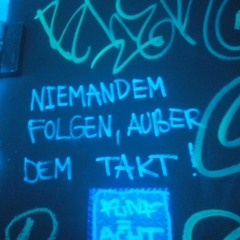 NIEMANDEM
FOLGEN, AUßER
DEM TAKT!